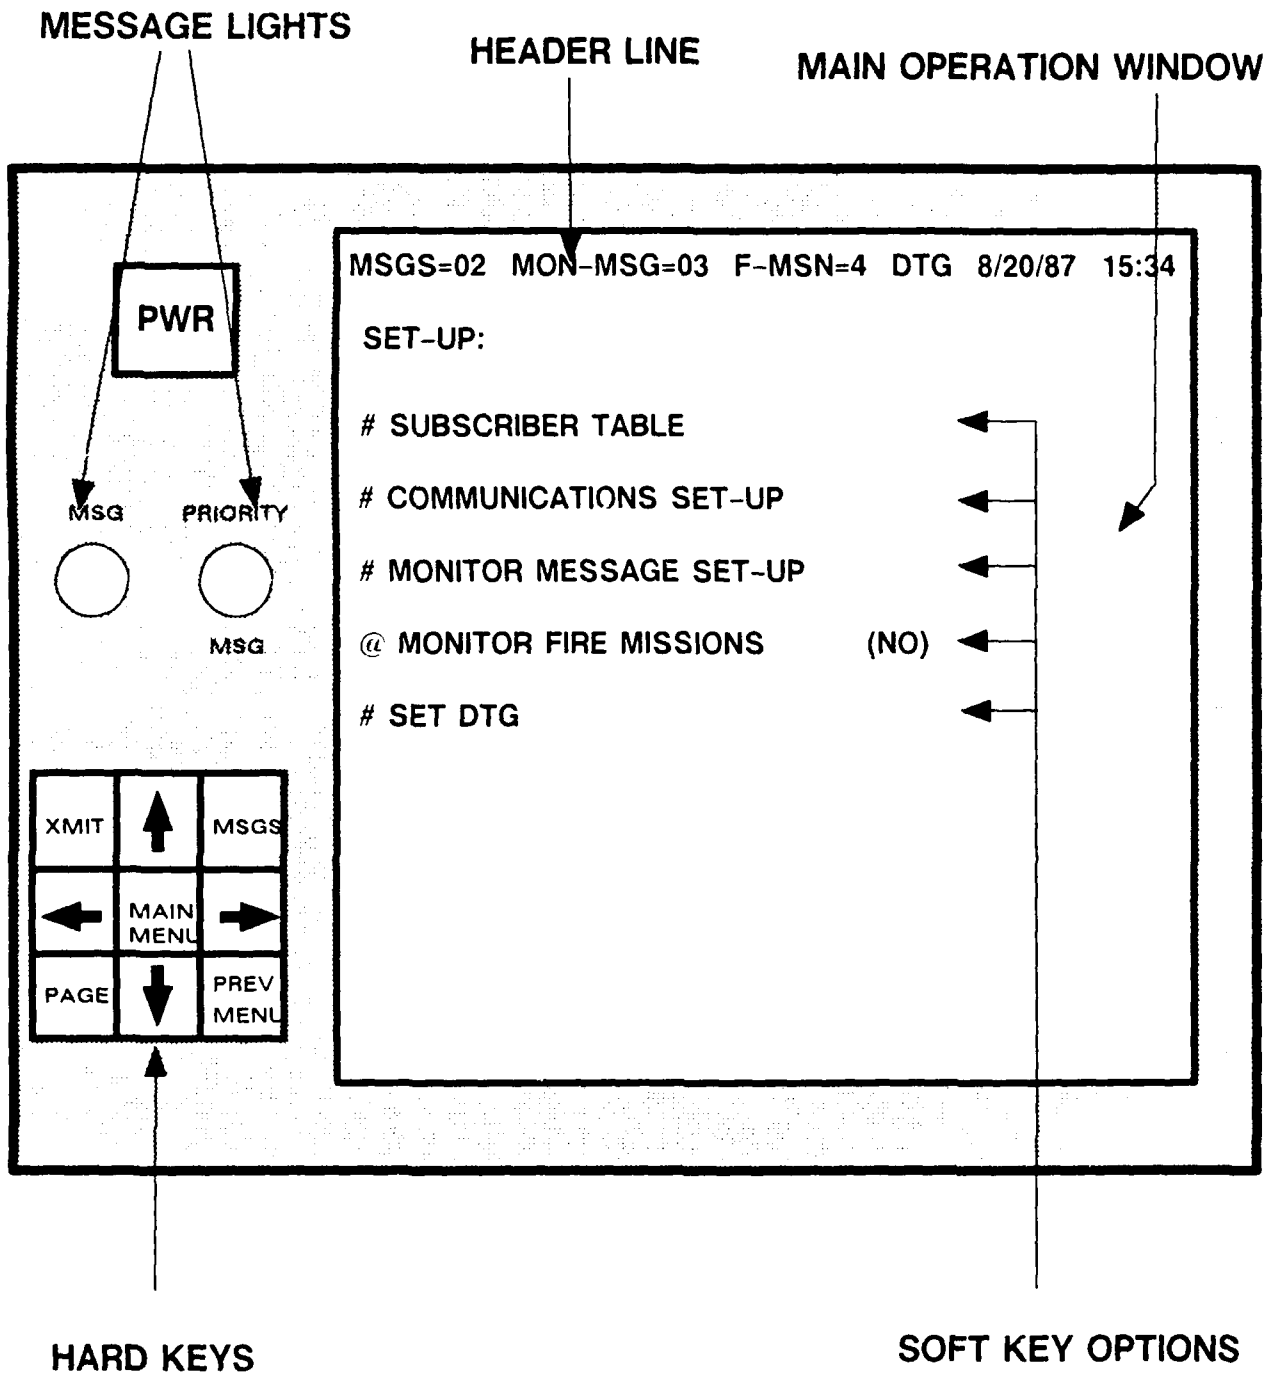 MESSAGE LIGHTS
HEADER LINE
MAIN OPERATION WINDOW
MSGS=02 MON-MSG=03 F-MSN=4 DTG 8/20/87 15:34
PWR
SET-UP:
# SUBSCRIBER TABLE
# COMMUNICATIONS SET-UP
MSG
PRIORITY
MSG
# MONITOR MESSAGE SET-UP
@ MONITOR FIRE MISSIONS (NO)
# SET DTG
XMIT
MSGS
MAIN
MENU
PAGE
PREV
MENU
HARD KEYS
SOFT KEY OPTIONS